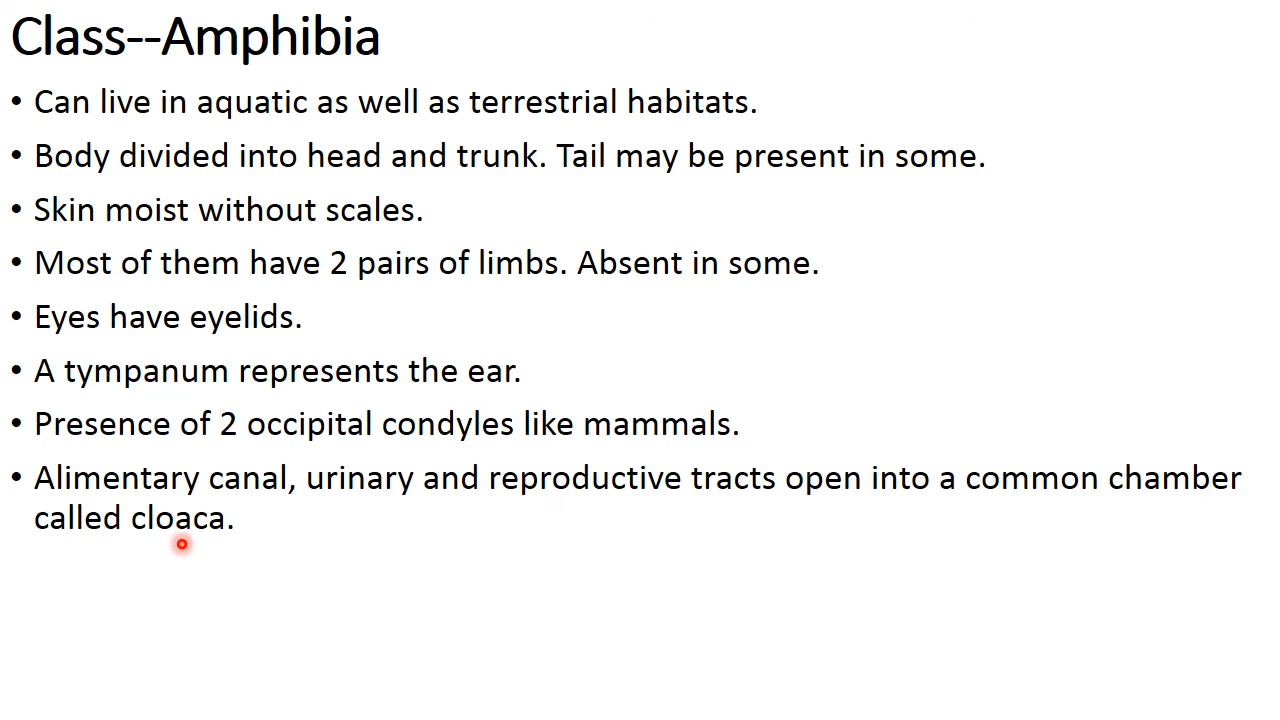 Class--Amphibia
• Can live in aquatic as well as terrestrial habitats.
• Body divided into head and trunk. Tail may be present in some.
• Skin moist without scales.
• Most of them have 2 pairs of limbs. Absent in some.
• Eyes have eyelids.
• A tympanum represents the ear.
• Presence of 2 occipital condyles like mammals.
• Alimentary canal, urinary and reproductive tracts open into a common chamber
called cloaca.